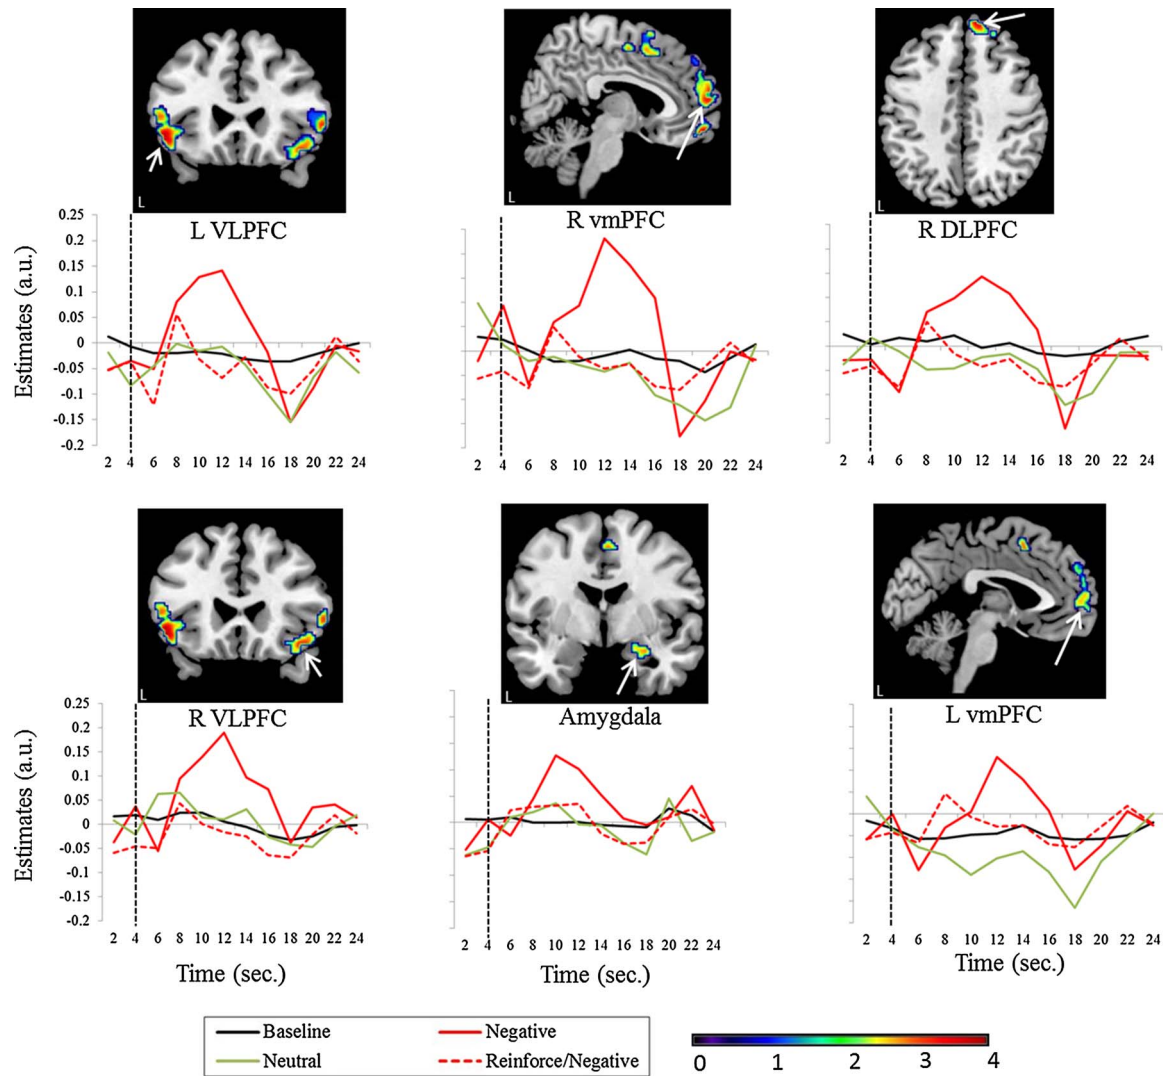 L
L
L
L VLPFC
R vmPFC
R DLPFC
Estimates (a.u.)
0.25
0.2
0.15
0.1
0.05
0
-0.05
-0.1
-0.15
-0.2
2 4 6 8 10 12 14 16 18 20 22 24
2 4 6 8 10 12 14 16 18 20 22 24
2 4 6 8 10 12 14 16 18 20 22 24
L
L
L
R VLPFC
Amygdala
L vmPFC
Estimates (a.u.)
0.25
0.2
0.15
0.1
0.05
0
-0.05
-0.1
-0.15
-0.2
2 4 6 8 10 12 14 16 18 20 22 24
2 4 6 8 10 12 14 16 18 20 22 24
2 4 6 8 10 12 14 16 18 20 22 24
Time (sec.)
Time (sec.)
Time (sec.)
Baseline
Negative
Neutral
Reinforce/Negative
0 1 2 3 4